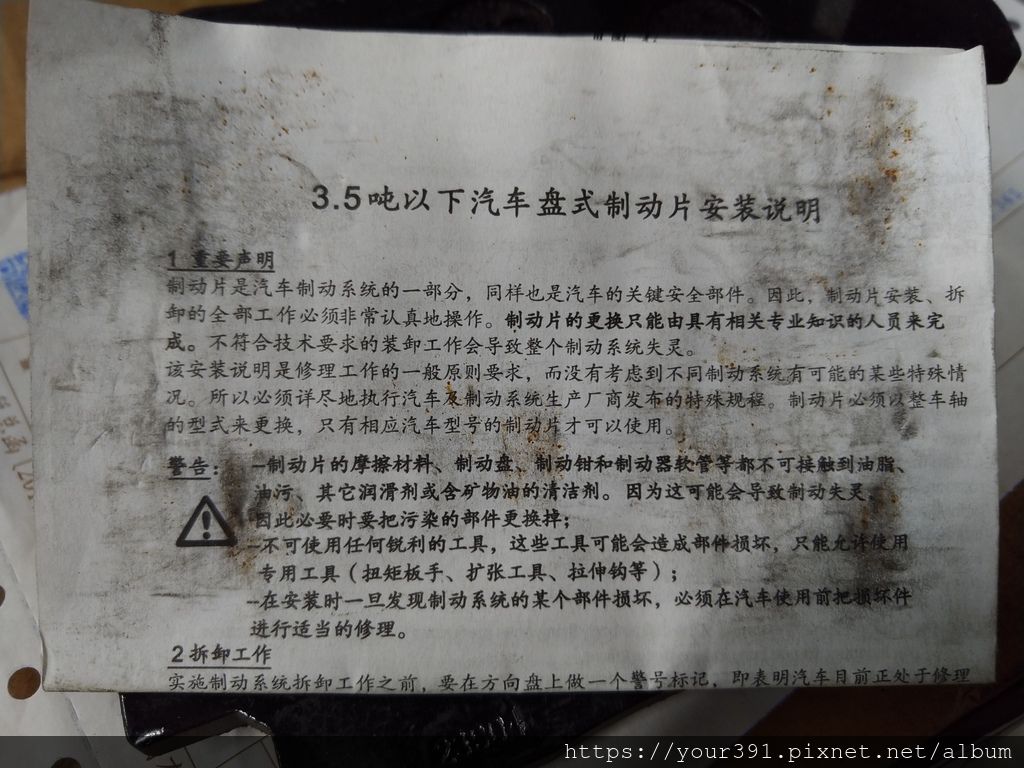 3.5吨以下汽车盘式制动片安装说明
1 重要声明
制动片是汽车制动系统的一部分，同样也是汽车的关键安全部件。因此，制动片安装、拆
卸的全部工作必须非常认真地操作。制动片的更换只能由具有相关专业知识的人员来完
成。不符合技术要求的装卸工作会导致整个制动系统失灵。
该安装说明是修理工作的一般原则要求，而没有考虑到不同制动系统有可能的某些特殊情
况。所以必须详尽地执行汽车及制动系统生产厂商发布的特殊规程。制动片必须以整车轴
的型式来更换，只有相应汽车型号的制动片才可以使用。
警告： --制动片的摩擦材料、制动盘、制动钳和制动器软管等都不可接触到油脂、
油污、其它润滑剂或含矿物油的清洁剂。因为这可能会导致制动失灵，
因此必要时要把污染的部件更换掉；
--不可使用任何锐利的工具，这些工具可能会造成部件损坏，只能允许使用
专用工具（扭矩板手、扩张工具、拉伸钩等）；
--在安装时一旦发现制动系统的某个部件损坏，必须在汽车使用前把损坏件
进行适当的修理。
2 拆卸工作
实施制动系统拆卸工作之前，要在方向盘上做一个警号标记，即表明汽车目前正处于修理
https://your391.pixnet.net/album